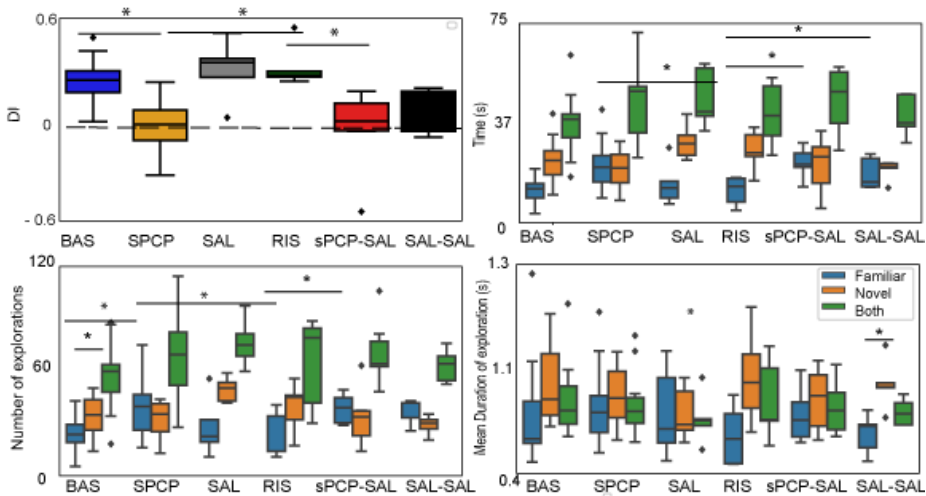 0.6
DI
0
- 0.6
BAS SPCP SAL RIS sPCP-SAL SAL-SAL
* * *
75
Time (s)
37
0
BAS SPCP SAL RIS sPCP-SAL SAL-SAL
* * *
120
Number of explorations
60
0
BAS SPCP SAL RIS sPCP-SAL SAL-SAL
* * * *
1.3
Mean Duration of exploration (s)
1.1
0.4
BAS SPCP SAL RIS sPCP-SAL SAL-SAL
* *
Familiar
Novel
Both